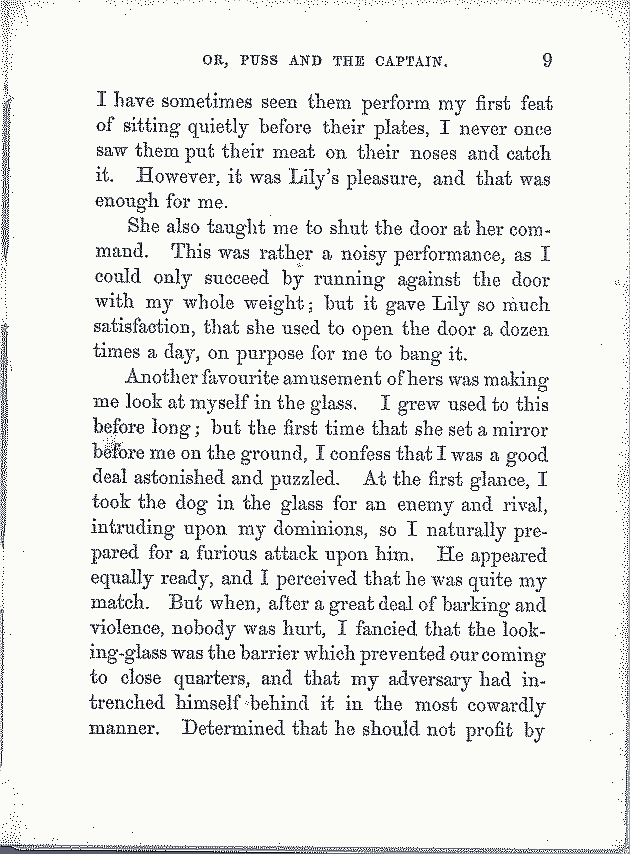 OR, PUSS AND THE CAPTAIN. 9
I have sometimes seen them perform my first feat
of sitting quietly before their plates, I never once
saw them put their meat on their noses and catch
it. However, it was Lily's pleasure, and that was
enough for me.
She also taught me to shut the door at her com-
mand. This was rather a noisy performance, as I
could only succeed by running against the door
with my whole weight; but it gave Lily so much
satisfaction, that she used to open the door a dozen
times a day, on purpose for me to bang it.
Another favourite amusement of hers was making
me look at myself in the glass. I grew used to this
before long; but the first time that she set a mirror
before me on the ground, I confess that I was a good
deal astonished and puzzled. At the first glance, I
took the dog in the glass for an enemy and rival,
intruding upon my dominions, so I naturally pre-
pared for a furious attack upon him. He appeared
equally ready, and I perceived that he was quite my
match. But when, after a great deal of barking and
violence, nobody was hurt, I fancied that the look-
ing-glass was the barrier which prevented our coming
to close quarters, and that my adversary had in-
trenched himself behind it in the most cowardly
manner. Determined that he should not profit by